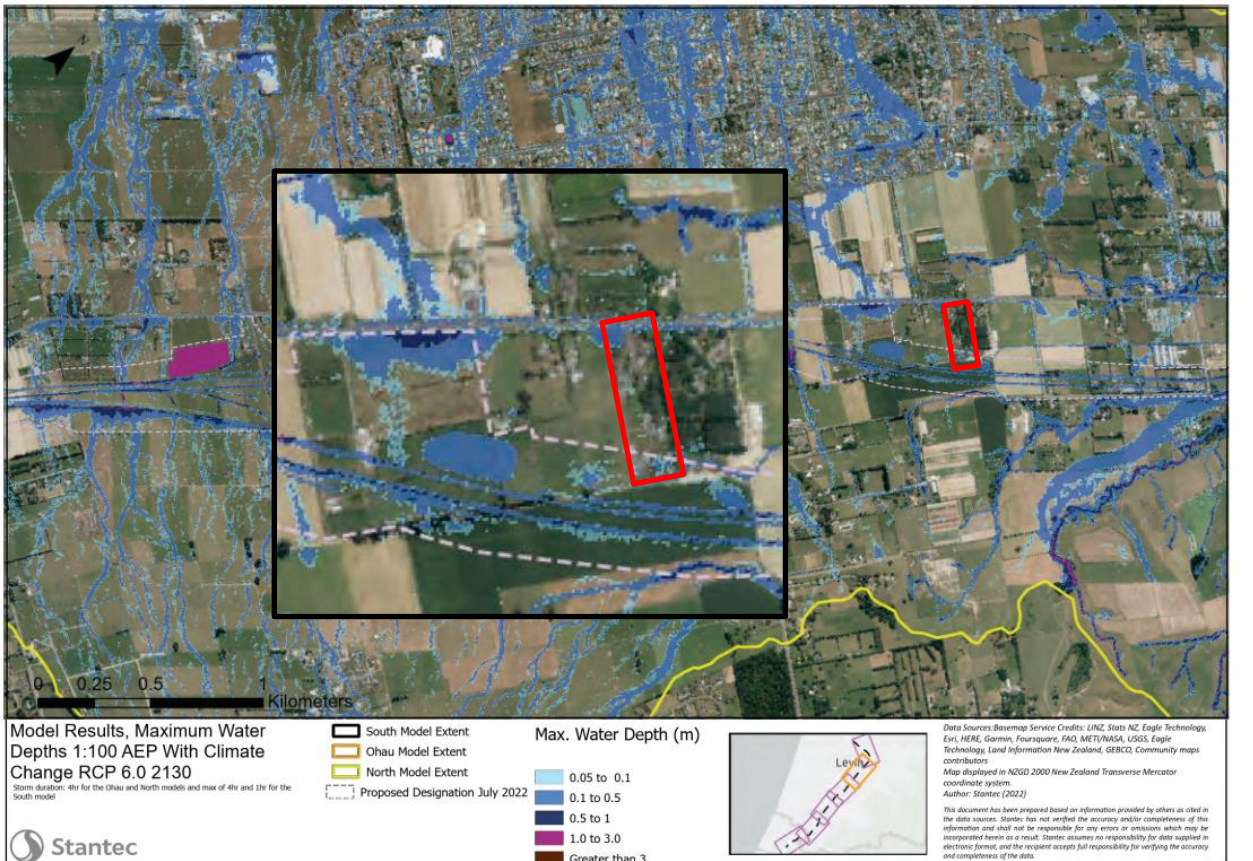 N
0 0.25 0.5 1
Kilometers
Model Results, Maximum Water
Depths 1:100 AEP With Climate
Change RCP 6.0 2130
Storm duration: 4hr for the Ohau and North models and max of 4hr and 1hr for the
South model
Stantec
South Model Extent
Ohau Model Extent
North Model Extent
Proposed Designation July 2022
Max. Water Depth (m)
0.05 to 0.1
0.1 to 0.5
0.5 to 1
1.0 to 3.0
Greater than 3
Levin
Data Sources:Basemap Service Credits: LINZ, Stats NZ, Eagle Technology,
Esri, HERE, Garmin, Foursquare, FAO, METI/NASA, USGS, Eagle
Technology, Land Information New Zealand, GEBCO, Community maps
contributors
Map displayed in NZGD 2000 New Zealand Transverse Mercator
coordinate system.
Author: Stantec (2022)
This document has been prepared based on information provided by others as cited in
the data sources. Stantec has not verified the accuracy and/or completeness of this
information and shall not be responsible for any errors or omissions which may be
incorporated herein as a result. Stantec assumes no responsibility for data supplied in
electronic format, and the recipient accepts full responsibility for verifying the accuracy
and completeness of the data.